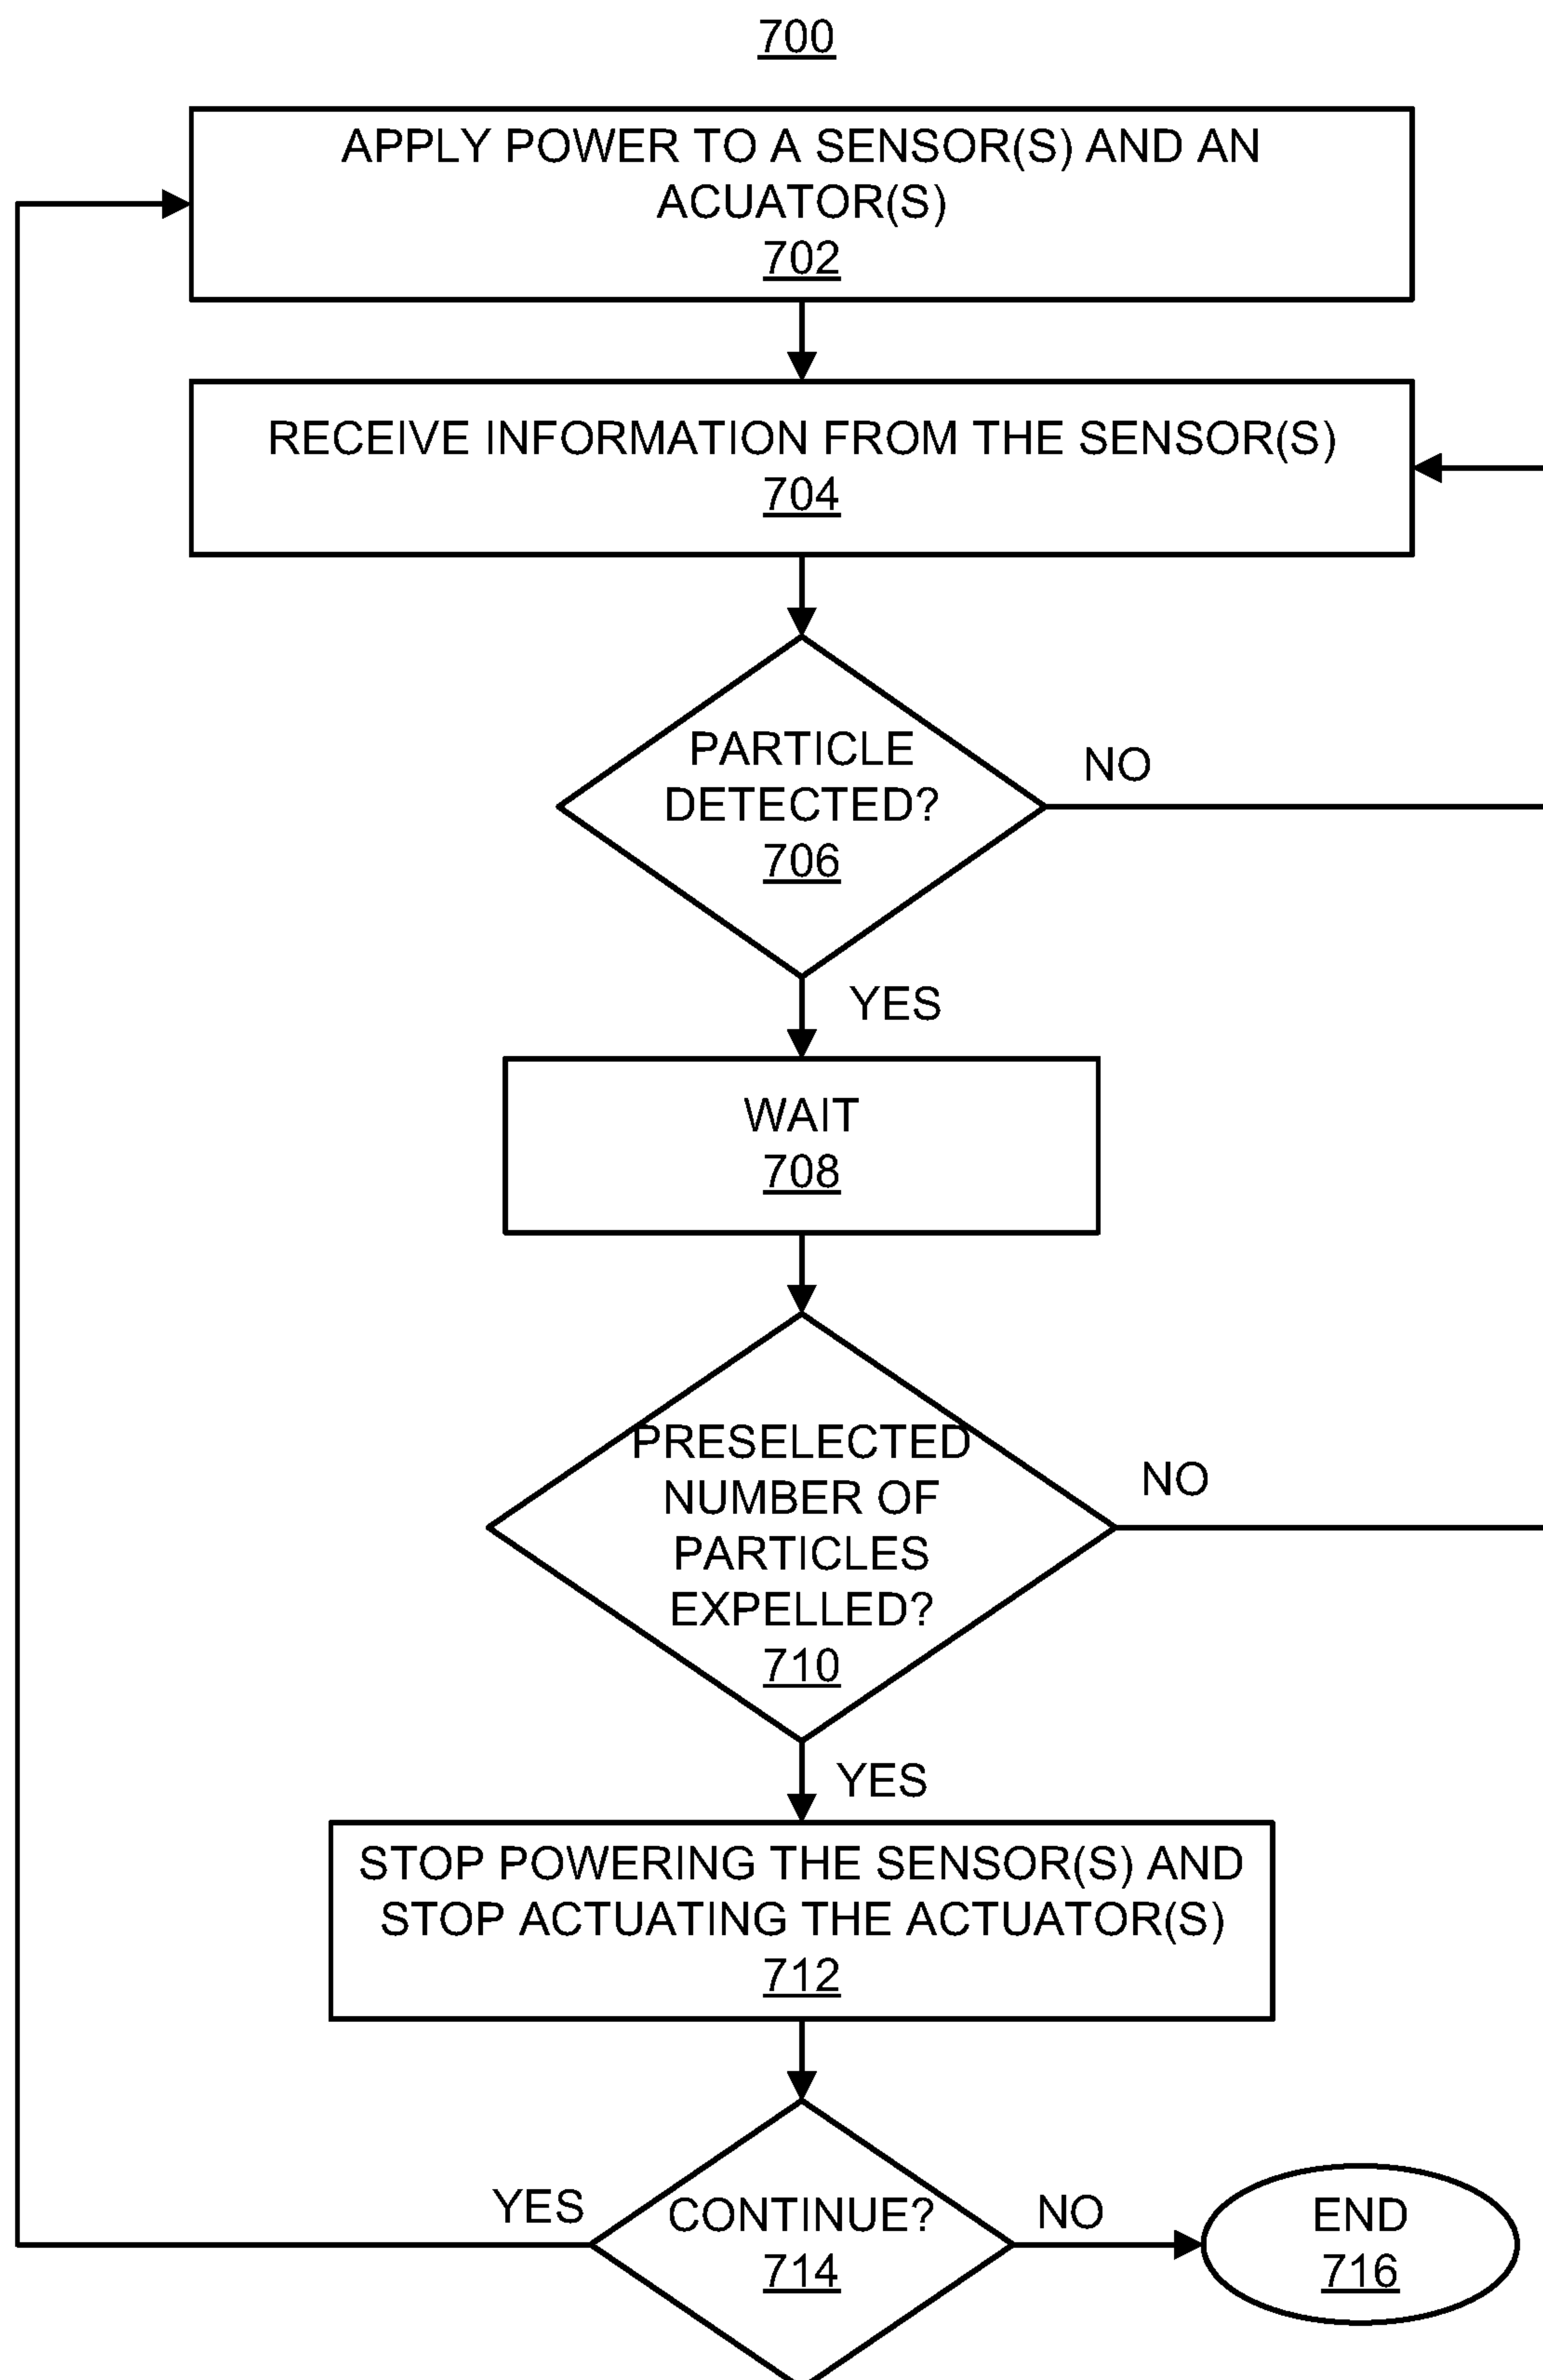 700
APPLY POWER TO A SENSOR(S) AND AN
ACUATOR(S)
702
RECEIVE INFORMATION FROM THE SENSOR(S)
704
PARTICLE
DETECTED?
706
NO
YES
WAIT
708
PRESELECTED
NUMBER OF
PARTICLES
EXPELLED?
710
NO
YES
STOP POWERING THE SENSOR(S) AND
STOP ACTUATING THE ACTUATOR(S)
712
YES
CONTINUE?
714
NO
END
716